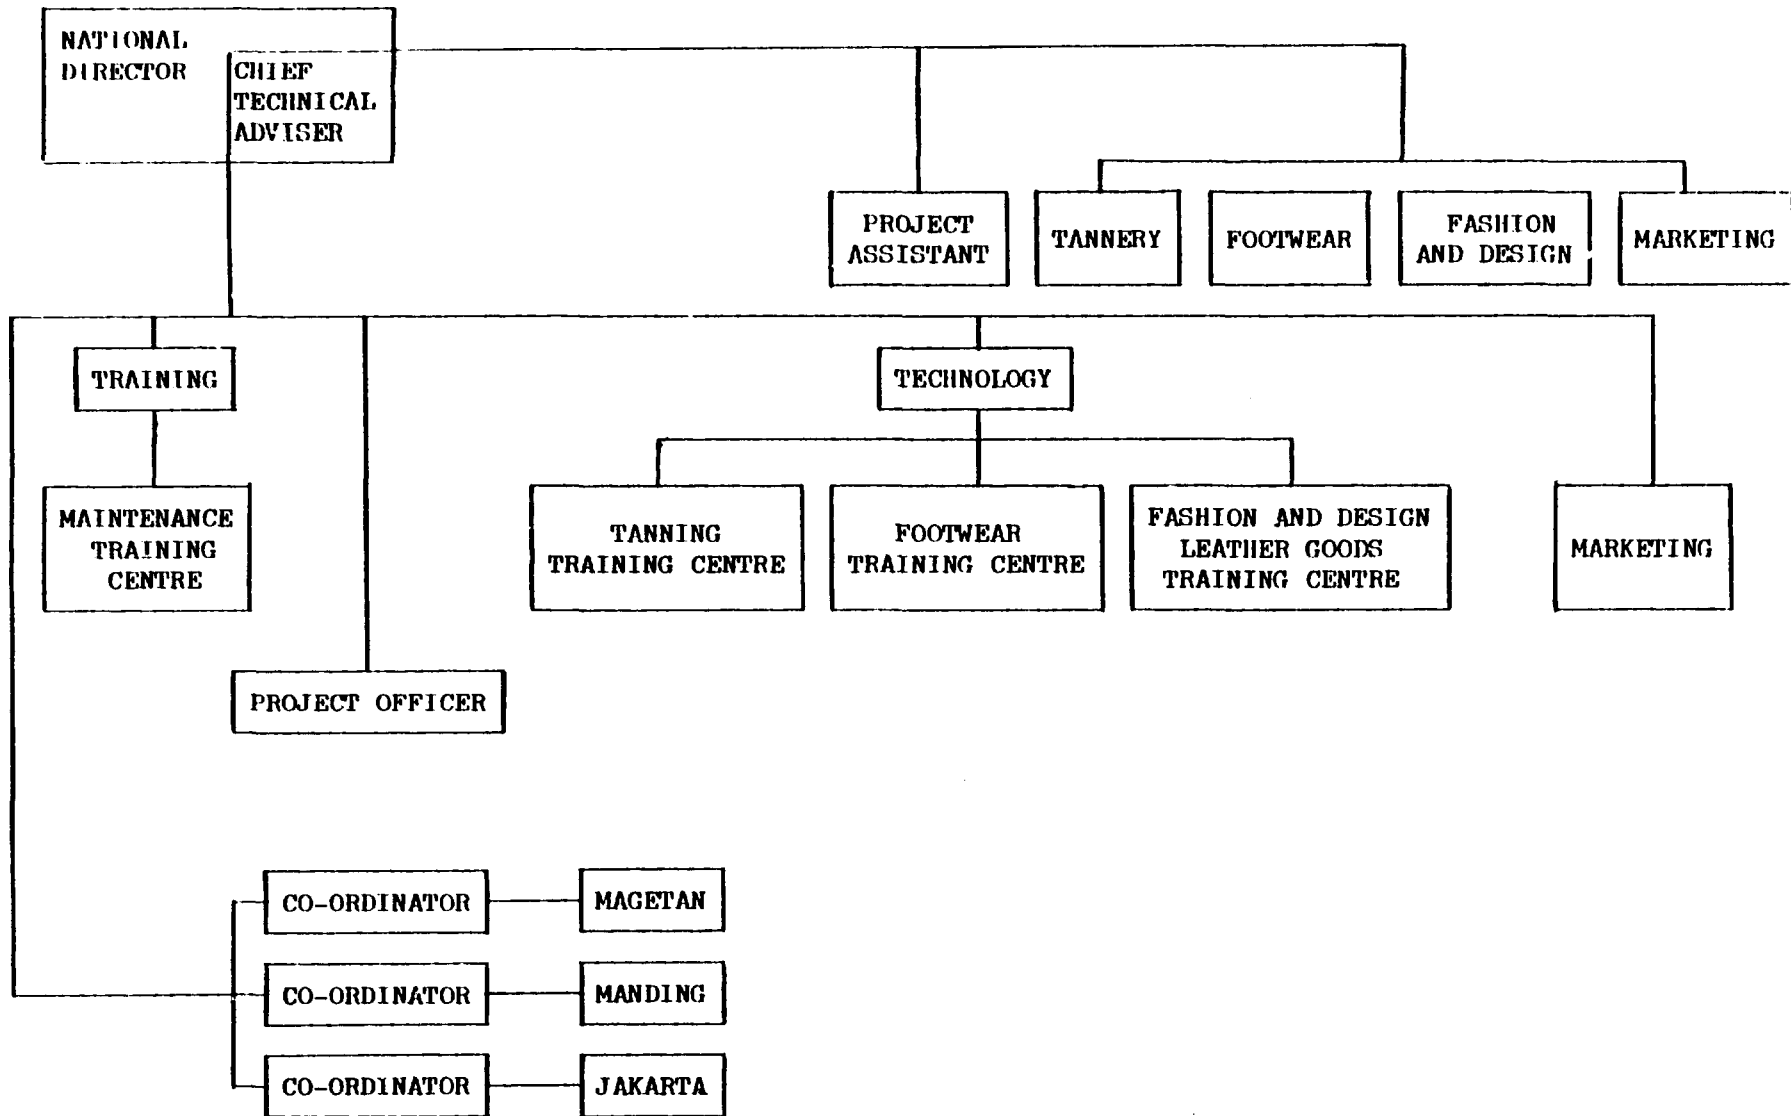 NATIONAL
DIRECTOR
CHIEF
TECHNICAL
ADVISER
PROJECT
ASSISTANT
TANNERY
FOOTWEAR
FASHION
AND DESIGN
MARKETING
TRAINING
TECHNOLOGY
MAINTENANCE
TRAINING
CENTRE
TANNING
TRAINING CENTRE
FOOTWEAR
TRAINING CENTRE
FASHION AND DESIGN
LEATHER GOODS
TRAINING CENTRE
MARKETING
PROJECT OFFICER
CO-ORDINATOR
MAGETAN
CO-ORDINATOR
MANDING
CO-ORDINATOR
JAKARTA